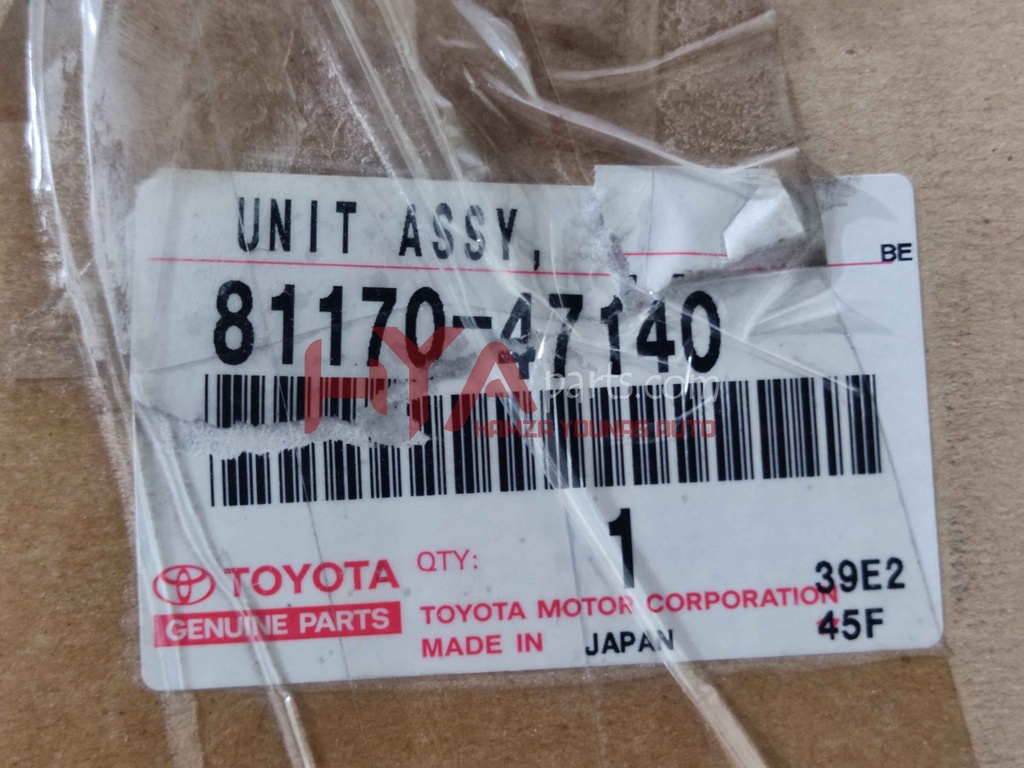 UNIT ASSY,
BE
81170-47140
HYA parts.com
HAMZA YOUNAS AUTO
QTY: 1
TOYOTA
GENUINE PARTS
TOYOTA MOTOR CORPORATION
MADE IN JAPAN
39E2
45F